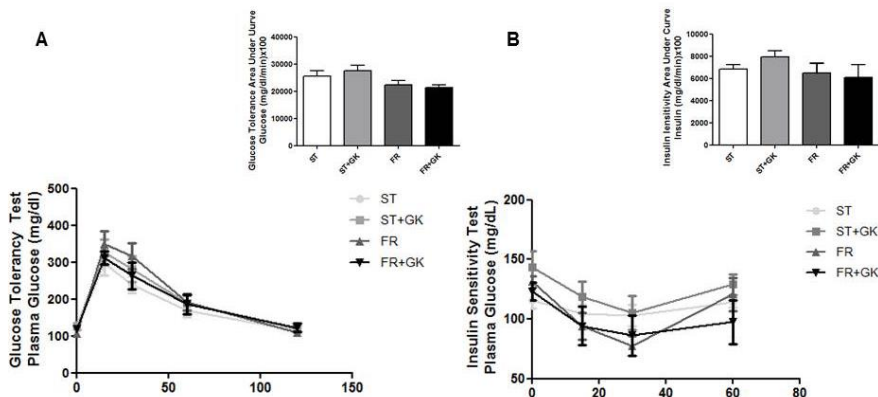 A
Glucose Tolerance Area Under Uurve
Glucose (mg/dl/min)x100
40000
30000
20000
10000
0
ST
ST+GK
FR
FR+GK
Glucose Tolerancy Test
Plasma Glucose (mg/dl)
500
400
300
200
100
0
0
50
100
150
ST
ST+GK
FR
FR+GK
B
Insulin Iensitivity Area Under Curve
Insulin (mg/dl/min)x100
10000
8000
6000
4000
2000
0
ST
ST+GK
FR
FR+GK
Insulin Sensitivity Test
Plasma Glucose (mg/dL)
200
150
100
50
0
20
40
60
80
ST
ST+GK
FR
FR+GK